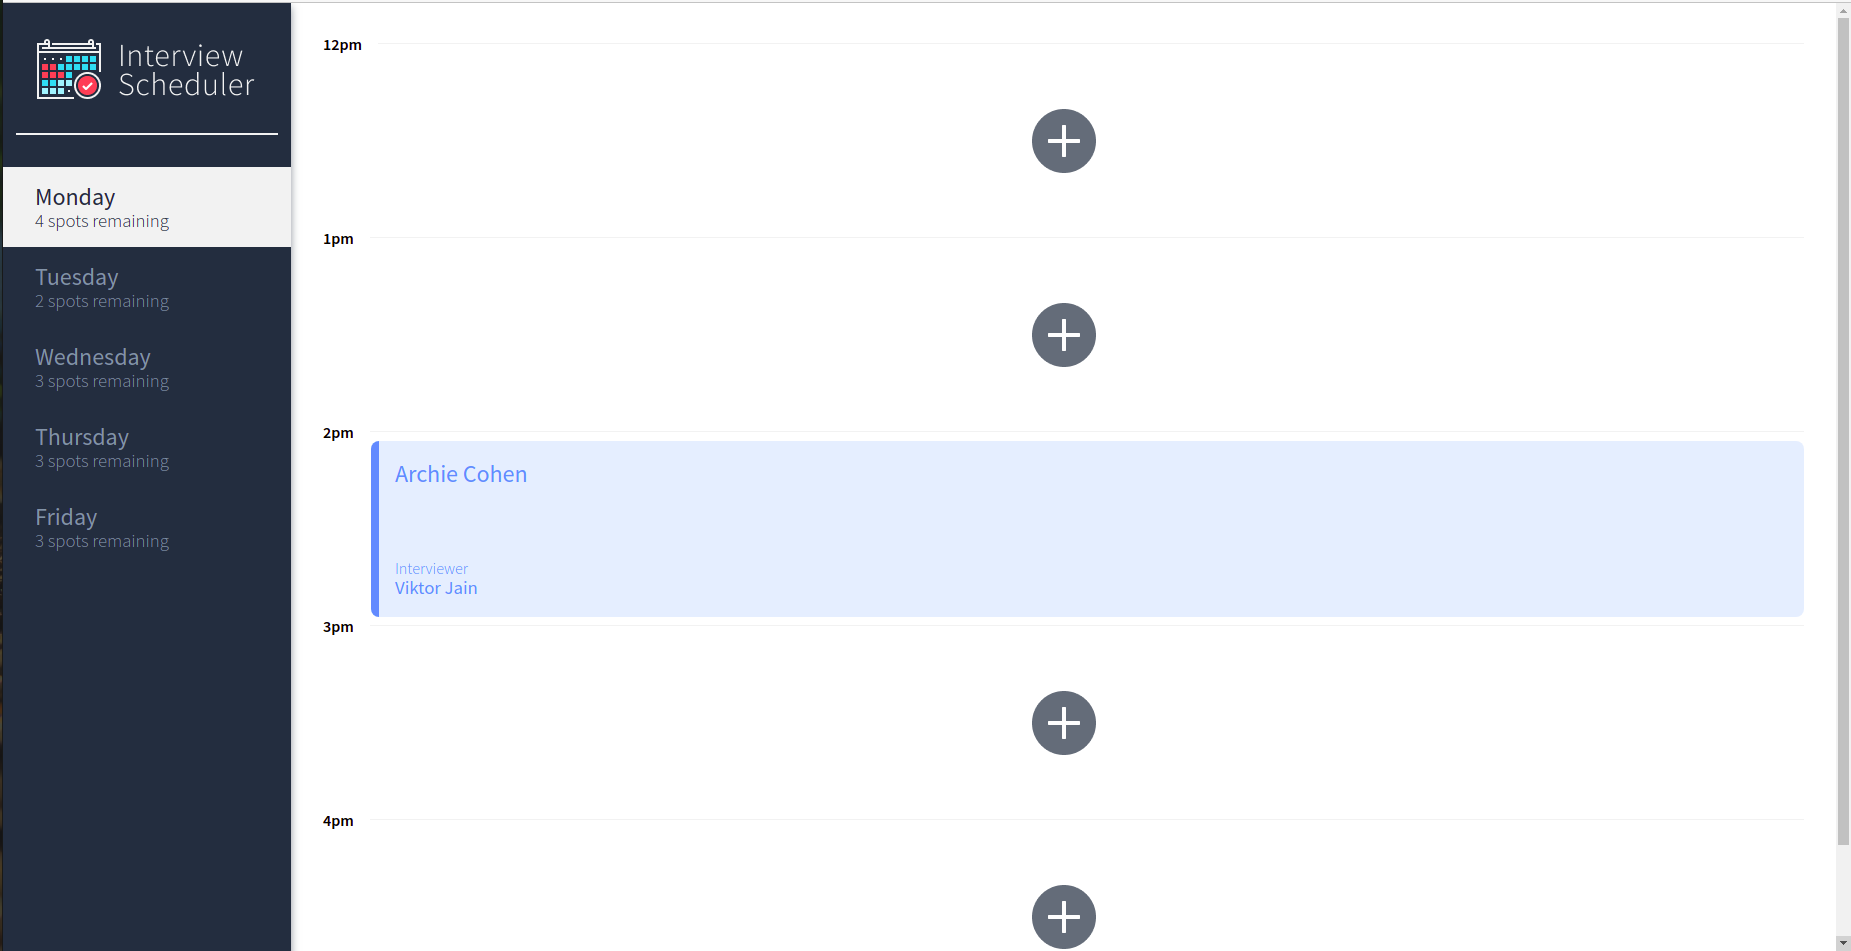 Interview
Scheduler
Monday
4 spots remaining
Tuesday
2 spots remaining
Wednesday
3 spots remaining
Thursday
3 spots remaining
Friday
3 spots remaining
12pm
1pm
2pm
Archie Cohen
Interviewer
Viktor Jain
3pm
4pm